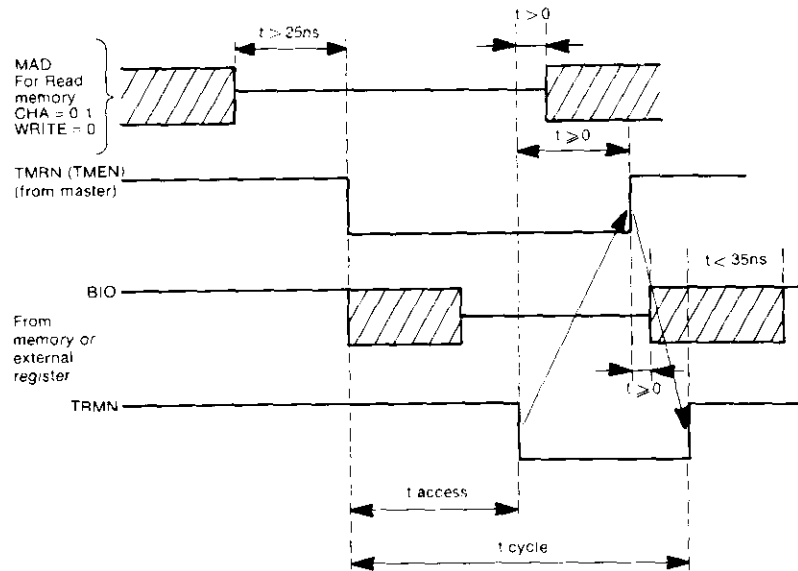 t > 0
t > 25ns
MAD
For Read
memory
CHA = 0 1
WRITE = 0
t ⩾ 0
TMRN (TMEN)
(from master)
t < 35ns
BIO
From
memory or
external
register
t ⩾ 0
TRMN
t access
t cycle